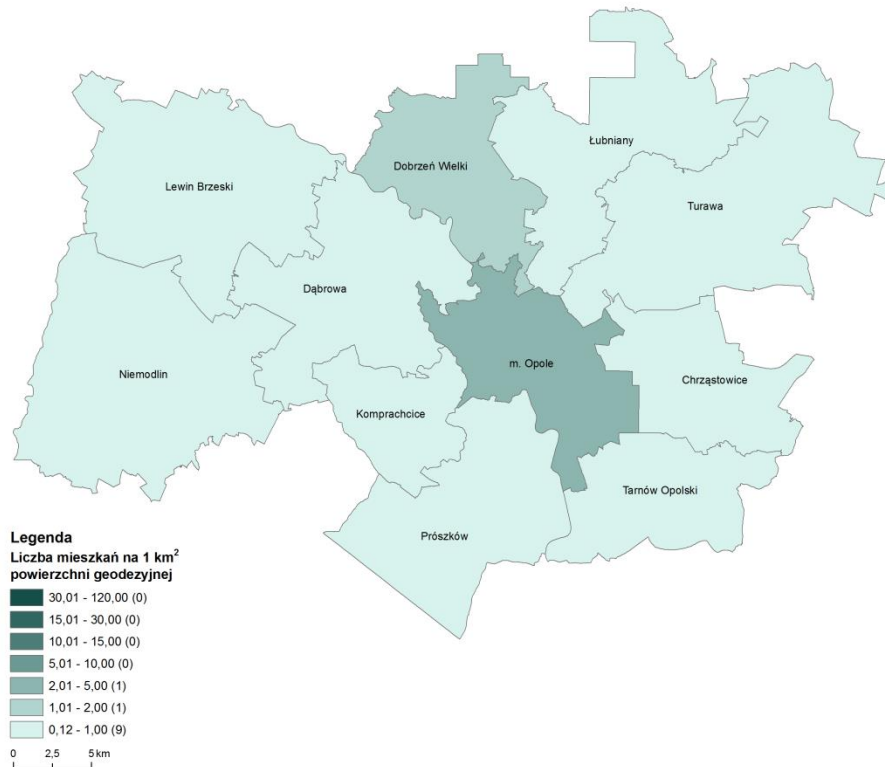 Łubniany
Dobrzeń Wielki
Lewin Brzeski
Turawa
Dąbrowa
m. Opole
Niemodlin
Chrząstowice
Komprachcice
Tarnów Opolski
Prószków
Legenda
Liczba mieszkań na 1 km²
powierzchni geodezyjnej
30,01 - 120,00 (0)
15,01 - 30,00 (0)
10,01 - 15,00 (0)
5,01 - 10,00 (0)
2,01 - 5,00 (1)
1,01 - 2,00 (1)
0,12 - 1,00 (9)
0 2,5 5 km